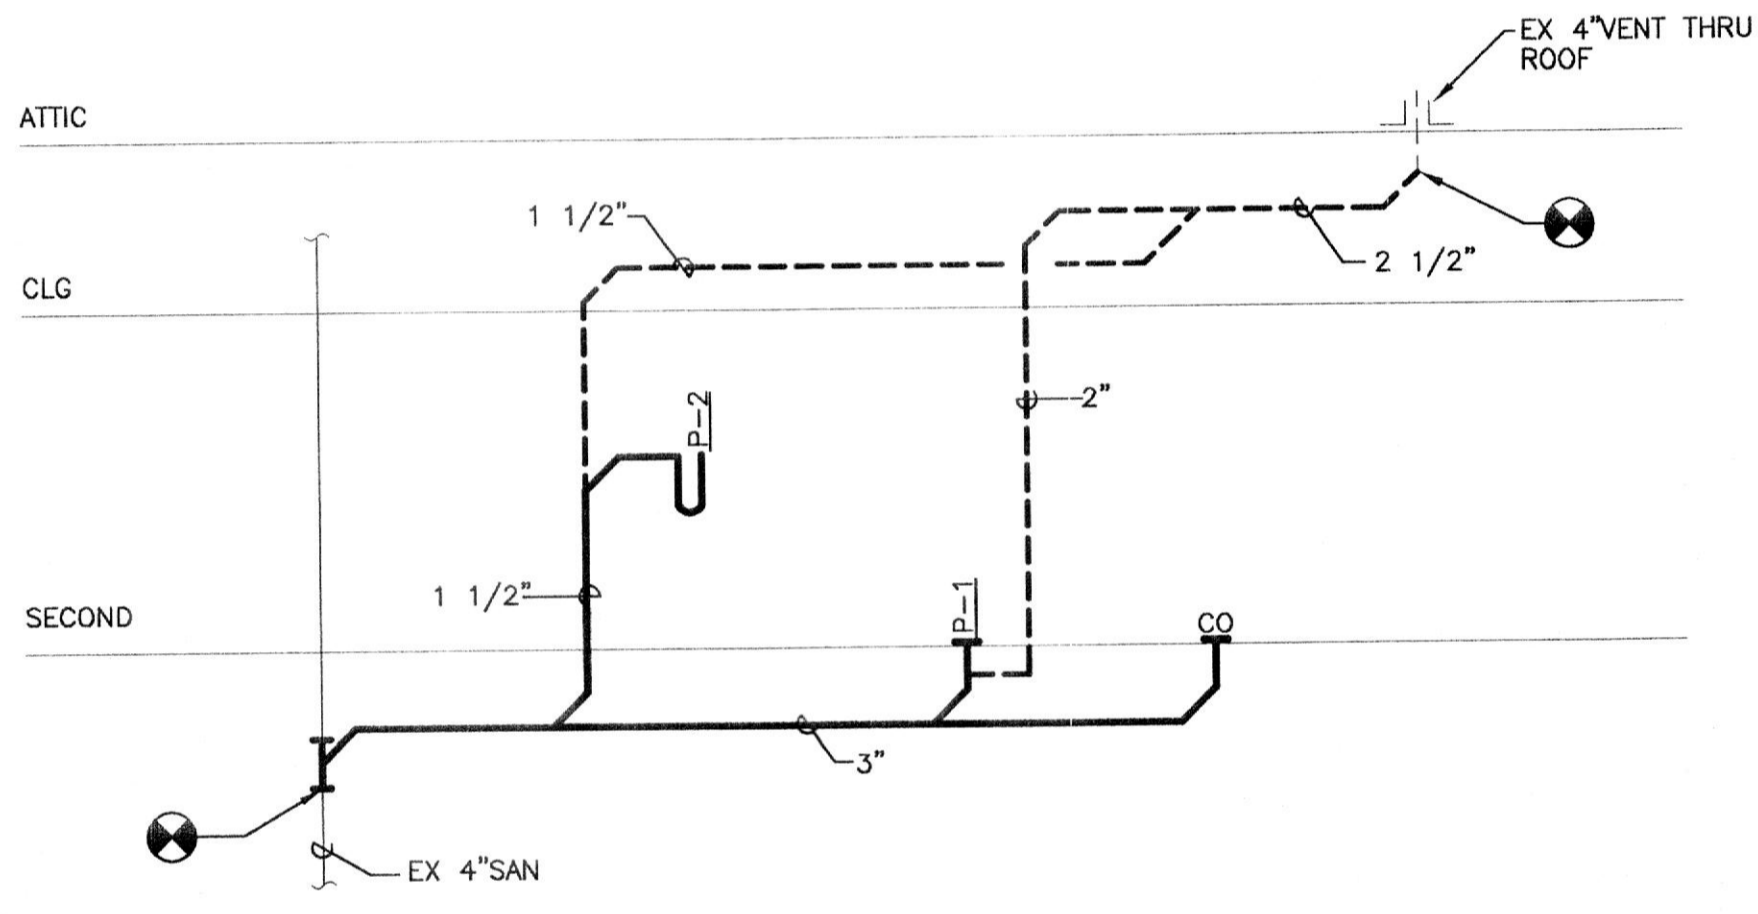 EX 4"VENT THRU
ROOF
ATTIC
1 1/2"
2 1/2"
CLG
2"
P-2
1 1/2"
P-1
SECOND
CO
3"
EX 4"SAN